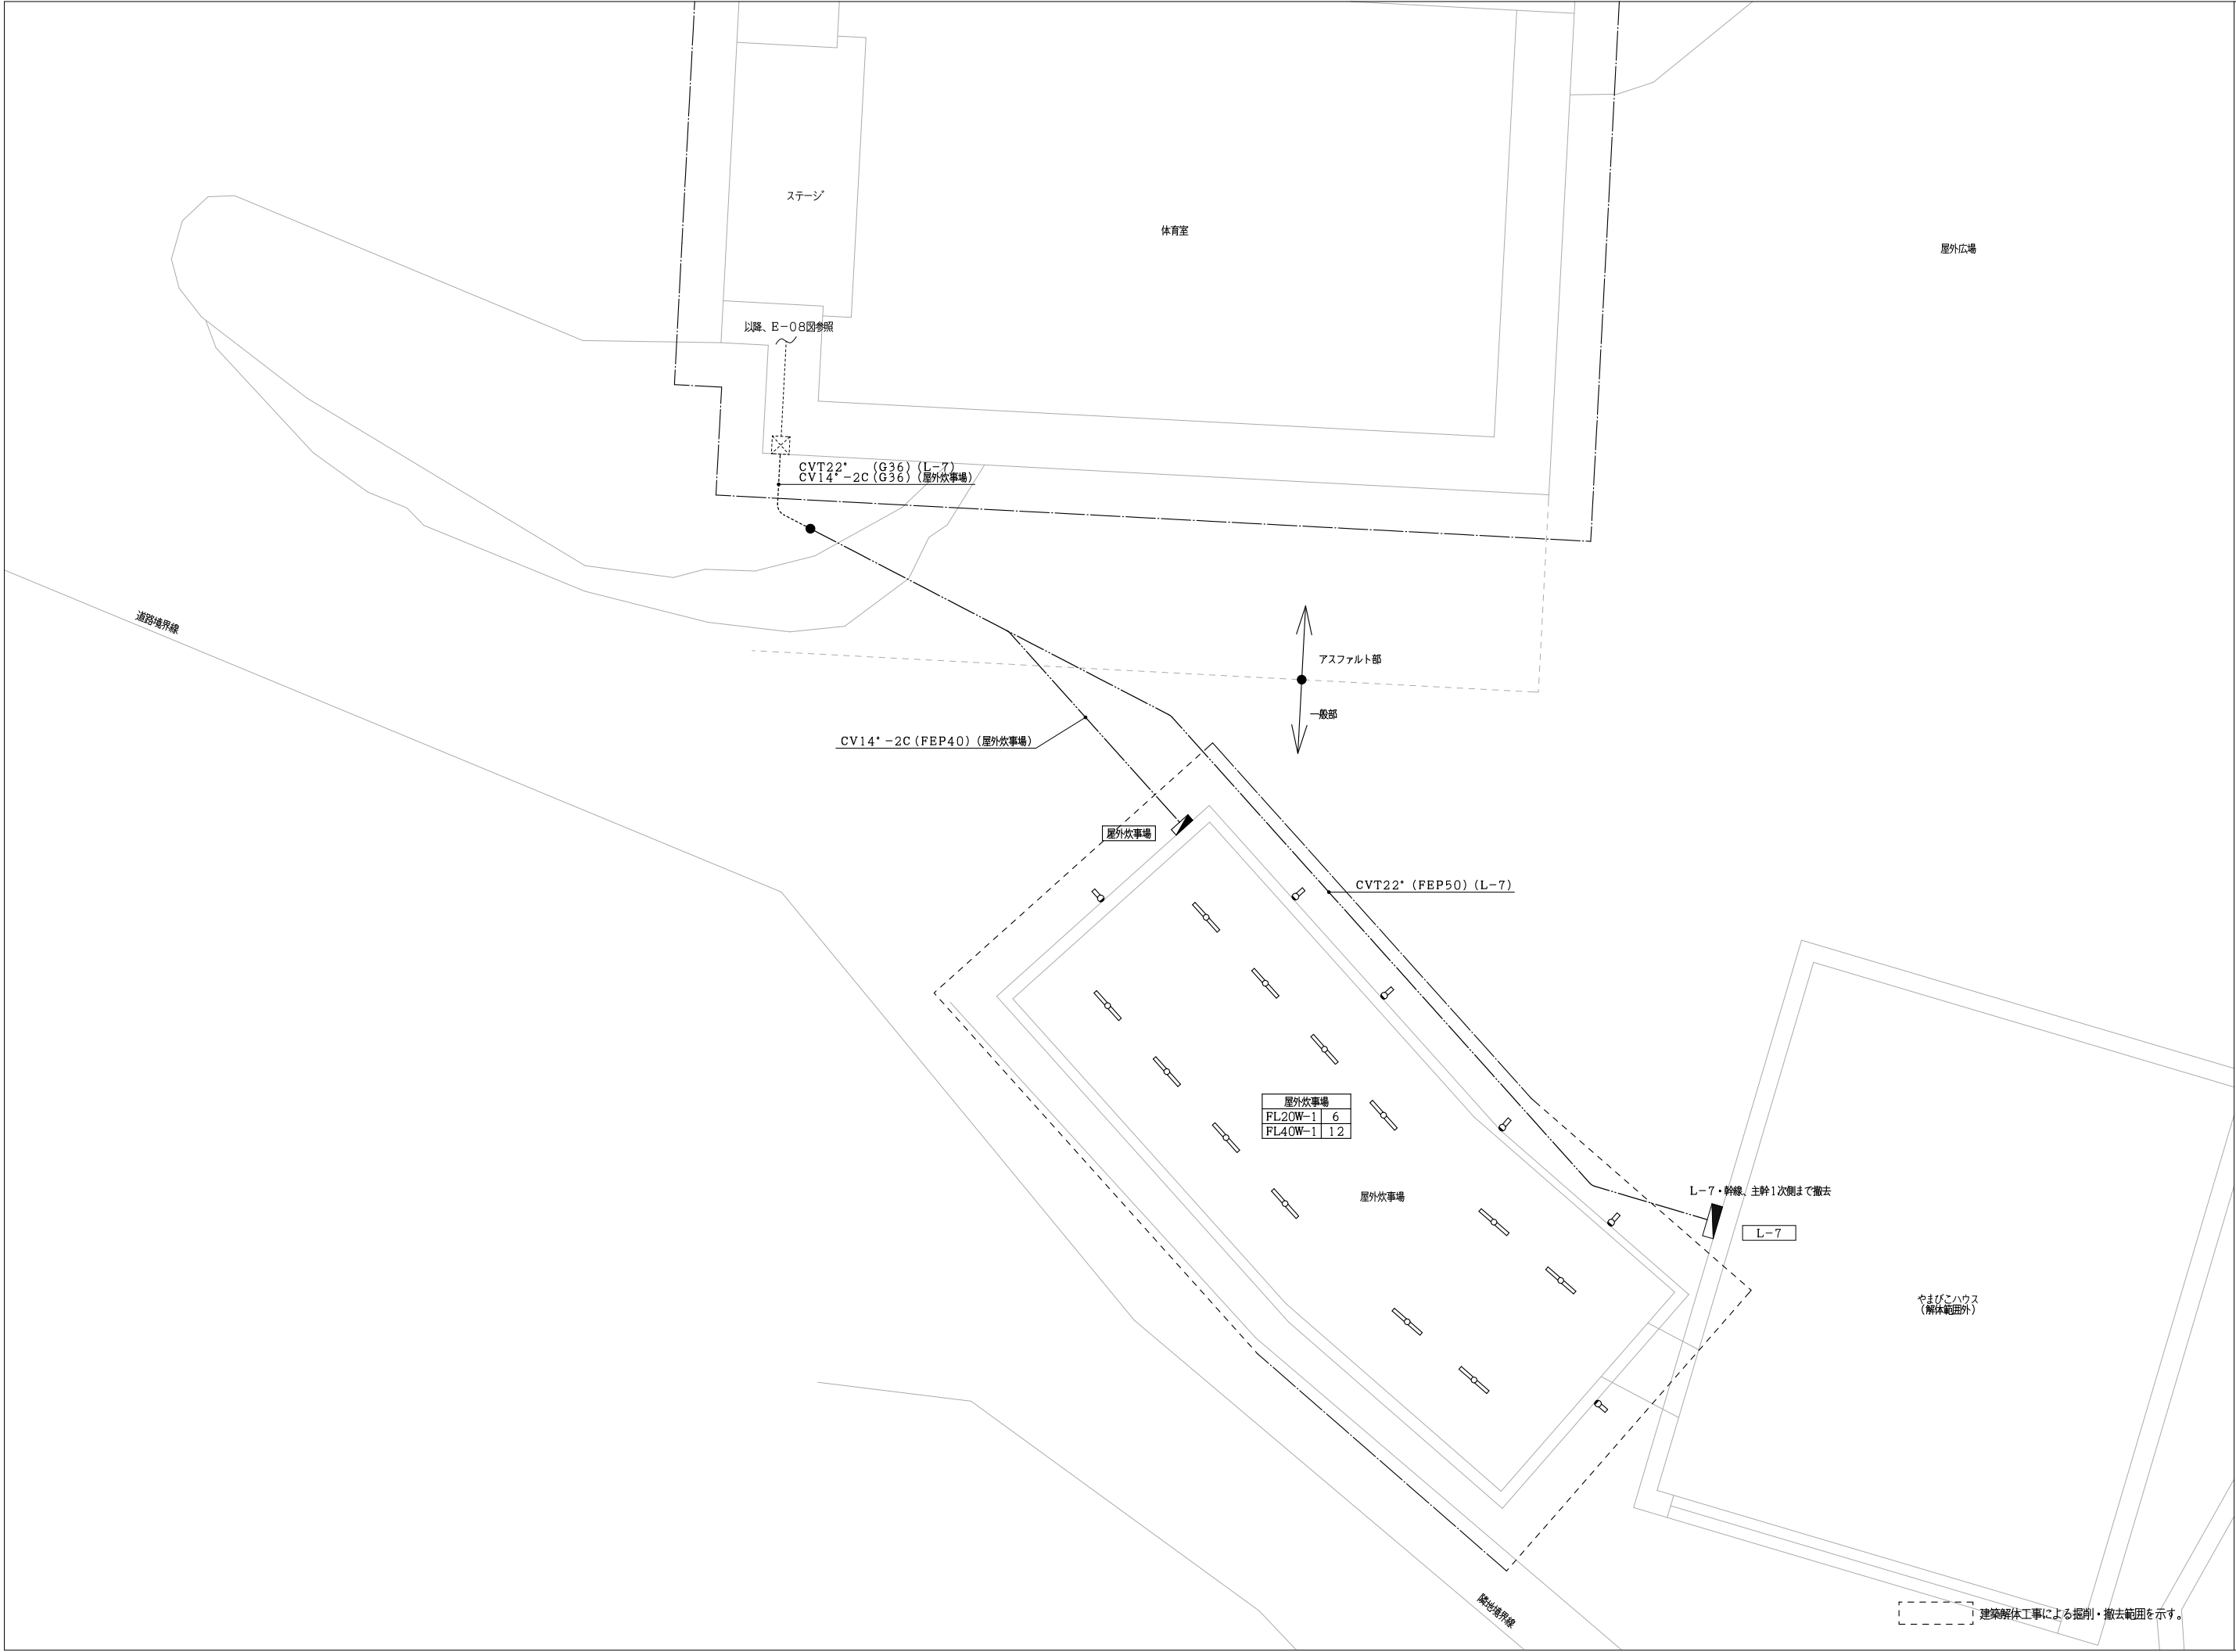 ステージ
体育室
屋外広場
以降、E－08図参照
CVT22° (G36)(L－7)
CV14°－2C(G36)(屋外炊事場)
道路境界線
アスファルト部
一般部
CV14°－2C(FEP40)(屋外炊事場)
屋外炊事場
CVT22°(FEP50)(L－7)
屋外炊事場
FL20W－1 6
FL40W－1 12
屋外炊事場
L－7・幹線、主幹1次側まで撤去
L－7
やまびこハウス
(解体範囲外)
隣地境界線
建築解体工事による掘削・撤去範囲を示す。